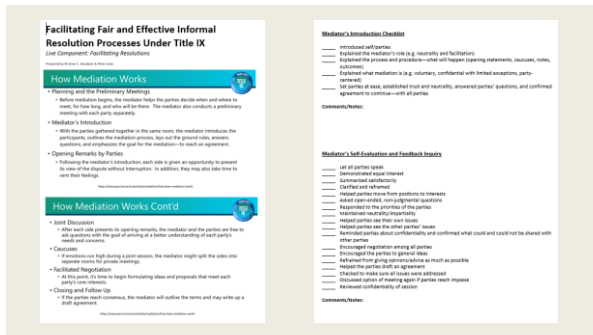 Facilitating Fair and Effective Informal
Resolution Processes Under Title IX
Live Component: Facilitating Resolutions
How Mediation Works
• Planning and the Preliminary Meetings
• Before mediation begins, the mediator helps the parties decide when and where to
meet, for how long, and who will be there. The mediator also conducts a preliminary
meeting with each party separately.
• Mediator's Introduction
• With the parties gathered together in the same room, the mediator introduces the
participants, outlines the mediation process, lays out the ground rules, answers
questions, and emphasizes the goal for the mediation—to reach an agreement.
• Opening Remarks by Parties
• Following the mediator's introduction, each side is given an opportunity to present
its view of the dispute without interruption. In addition, they may also take time to
vent their feelings.
How Mediation Works Cont'd
• Joint Discussion
• After each side presents its opening remarks, the mediator and the parties are free to
ask questions with the goal of arriving at a better understanding of each party's
needs and concerns.
• Caucuses
• If emotions run high during a joint session, the mediator might split the sides into
separate rooms for private meetings.
• Facilitated Negotiation
• At this point, it's time to begin formulating ideas and proposals that meet each
party's core interests.
• Closing and Follow Up
• If the parties reach consensus, the mediator will outline the terms and may write up a
draft agreement.
Mediator's Introduction Checklist
Introduced self/parties
Explained the mediator's role (e.g. neutrality and facilitation)
Explained the process and procedure—what will happen (opening statements, caucuses, notes,
outcomes)
Explained what mediation is (e.g. voluntary, confidential with limited exceptions, party-
centered)
Set parties at ease, established trust and neutrality, answered parties' questions, and confirmed
agreement to continue—with all parties
Comments/Notes:
Mediator's Self-Evaluation and Feedback Inquiry
Let all parties speak
Demonstrated equal interest
Summarized satisfactorily
Clarified and reframed
Helped parties move from positions to interests
Asked open-ended, non-judgmental questions
Responded to the priorities of the parties
Maintained neutrality/impartiality
Helped parties see their own issues
Helped parties see the other parties' issues
Reminded parties about confidentiality and confirmed what could and could not be shared with
other parties
Encouraged negotiation among all parties
Encouraged the parties to general ideas
Refrained from giving opinions/advice as much as possible
Helped the parties draft an agreement
Checked to make sure all issues were addressed
Discussed option of meeting again if parties reach impasse
Reviewed confidentiality of session
Comments/Notes: